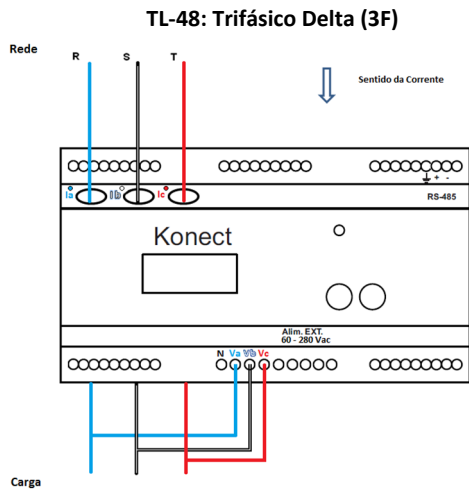 TL-48: Trifásico Delta (3F)
Rede
R S T
Sentido da Corrente
+ -
Ia Ib Ic
RS-485
Konect
Alim. EXT.
60 - 280 Vac
N Va Vb Vc
Carga